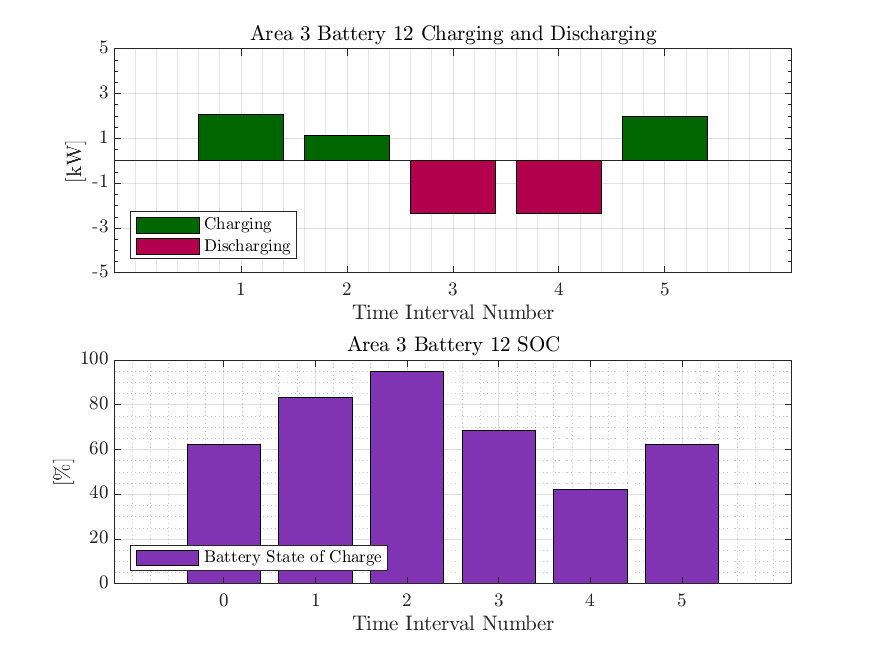 Area 3 Battery 12 Charging and Discharging
5
3
1
-1
-3
-5
[kW]
Charging
Discharging
1 2 3 4 5
Time Interval Number
Area 3 Battery 12 SOC
100
80
60
40
20
0
[%]
Battery State of Charge
0 1 2 3 4 5
Time Interval Number